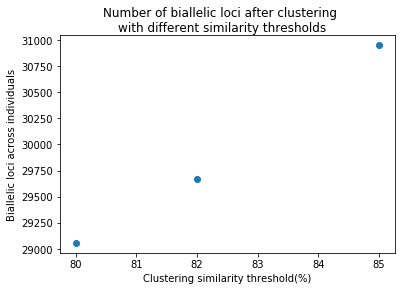 Number of biallelic loci after clustering
with different similarity thresholds
31000
30750
30500
30250
30000
29750
29500
29250
29000
Biallelic loci across individuals
80 81 82 83 84 85
Clustering similarity threshold(%)